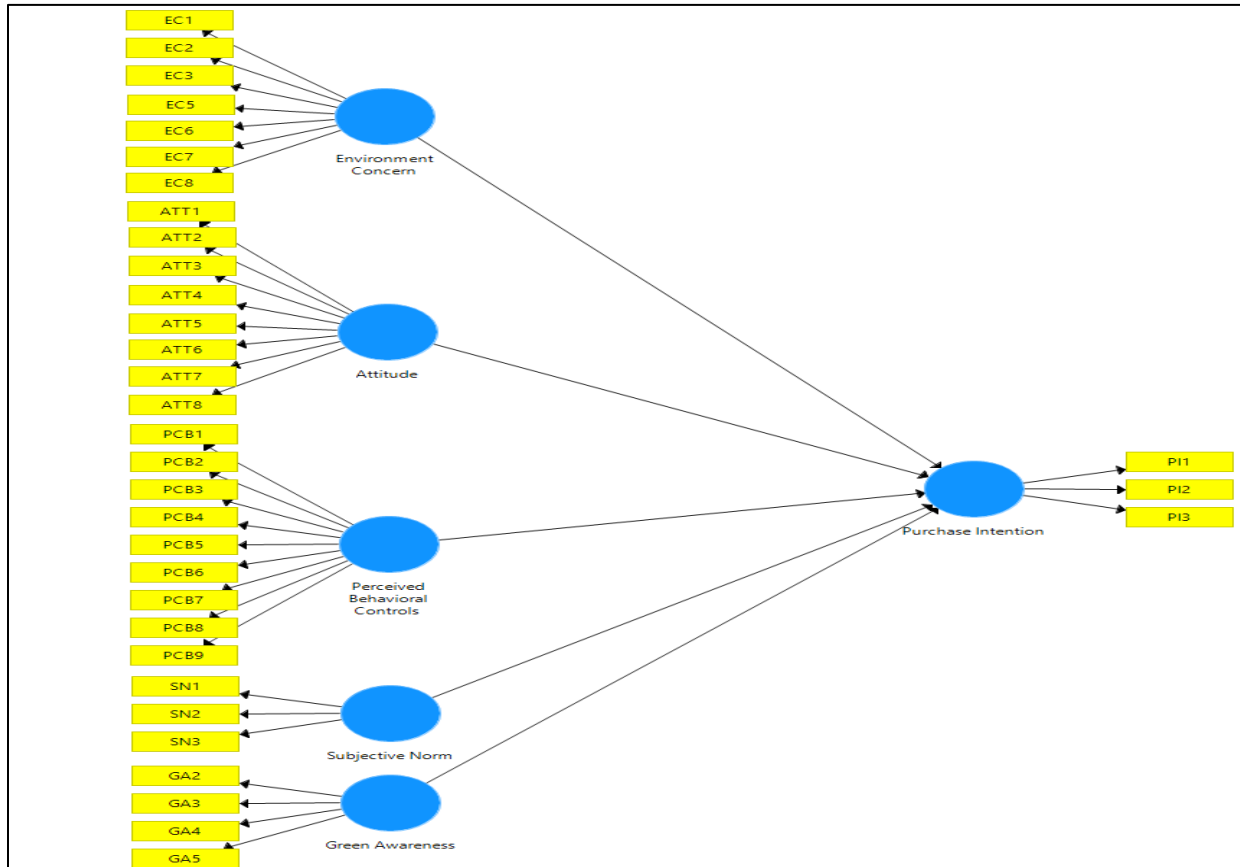 EC1
EC2
EC3
EC5
EC6
EC7
EC8
Environment
Concern
ATT1
ATT2
ATT3
ATT4
ATT5
ATT6
ATT7
ATT8
Attitude
PCB1
PCB2
PCB3
PCB4
PCB5
PCB6
PCB7
PCB8
PCB9
Perceived
Behavioral
Controls
SN1
SN2
SN3
Subjective Norm
GA2
GA3
GA4
GA5
Green Awareness
Purchase Intention
PI1
PI2
PI3